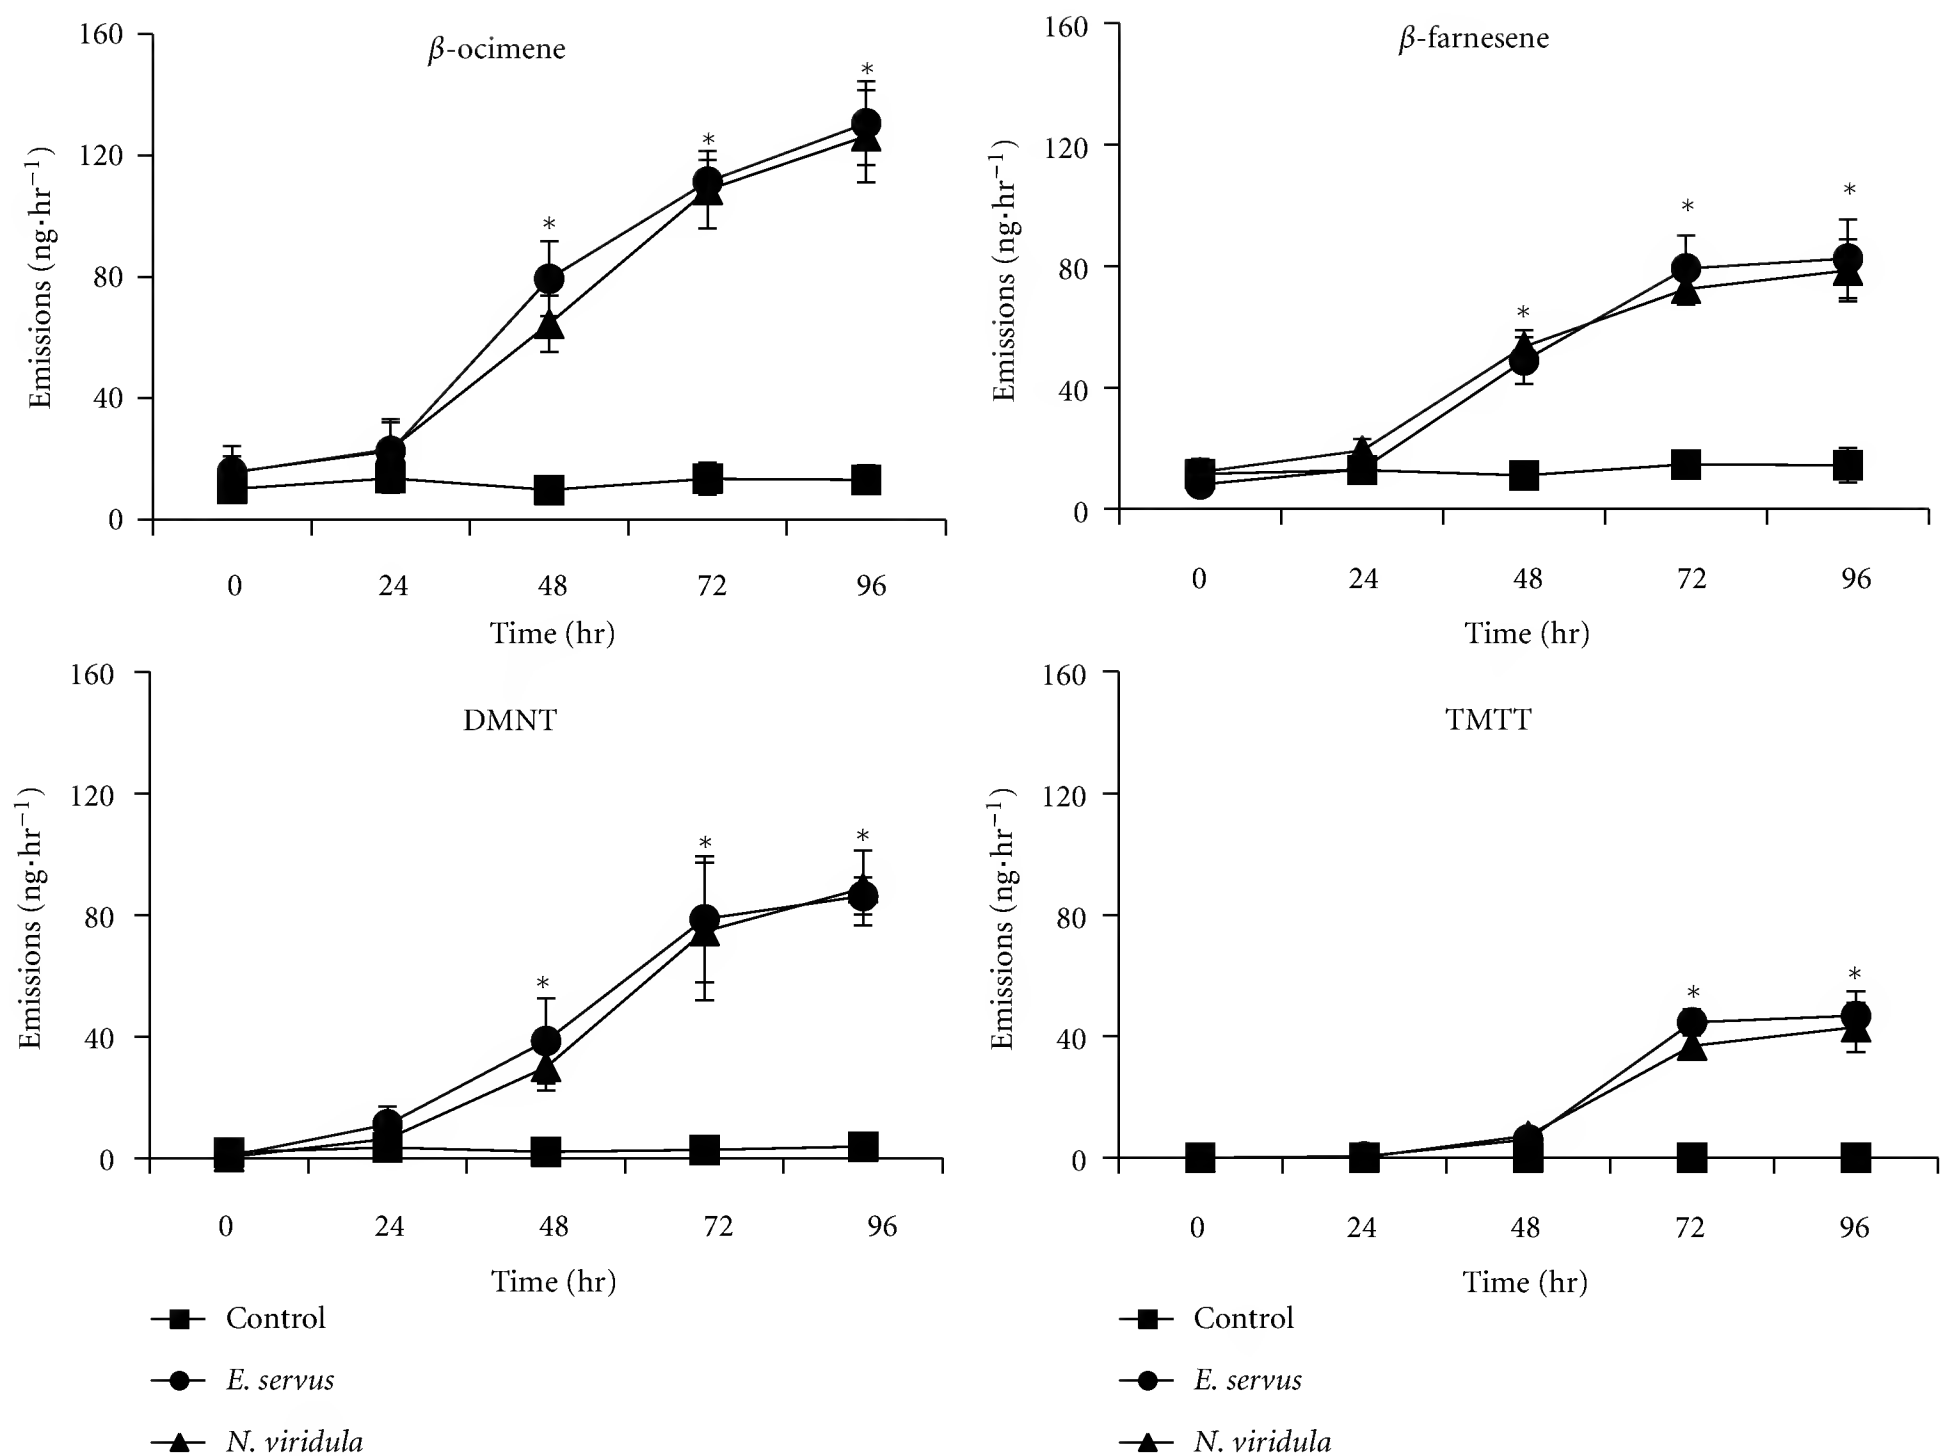 β-ocimene
160
120
80
40
0
Emissions (ng·hr⁻¹)
*
*
*
0 24 48 72 96
Time (hr)
β-farnesene
160
120
80
40
0
Emissions (ng·hr⁻¹)
*
*
*
0 24 48 72 96
Time (hr)
DMNT
160
120
80
40
0
Emissions (ng·hr⁻¹)
*
*
*
0 24 48 72 96
Time (hr)
Control
E. servus
N. viridula
TMTT
160
120
80
40
0
Emissions (ng·hr⁻¹)
*
*
0 24 48 72 96
Time (hr)
Control
E. servus
N. viridula